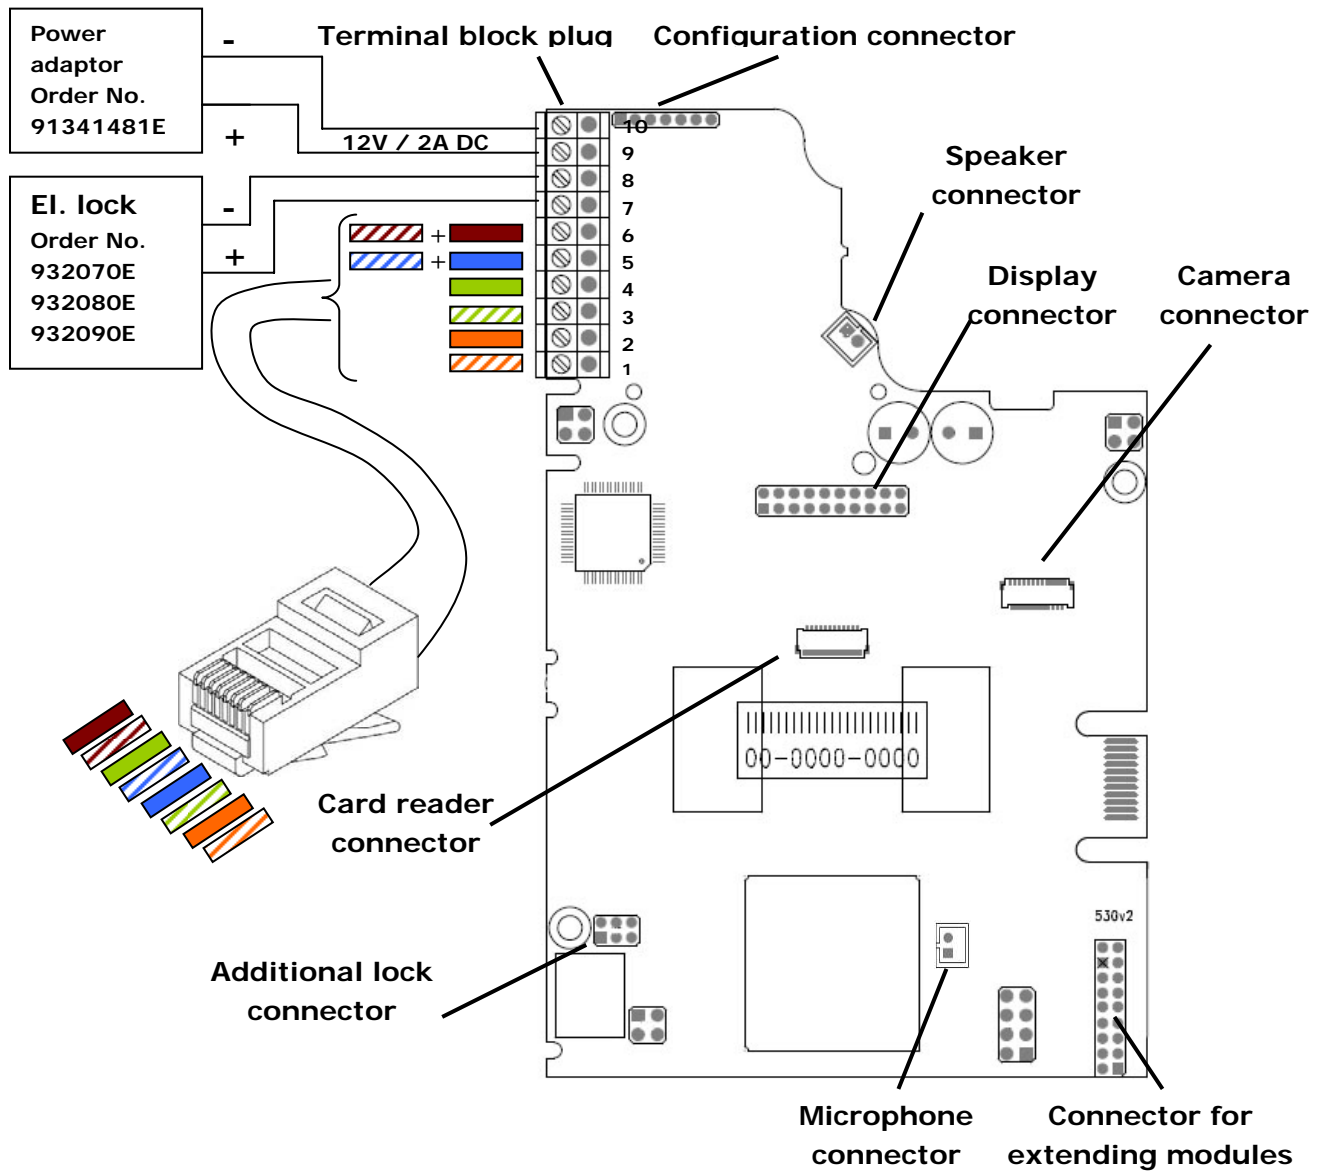 Power
adaptor
Order No.
91341481E
-
+
12V / 2A DC
El. lock
Order No.
932070E
932080E
932090E
-
+
Terminal block plug
Configuration connector
10
9
8
7
6
5
4
3
2
1
+
+
Speaker
connector
Display
connector
Camera
connector
00-0000-0000
Card reader
connector
530v2
Additional lock
connector
Microphone
connector
Connector for
extending modules